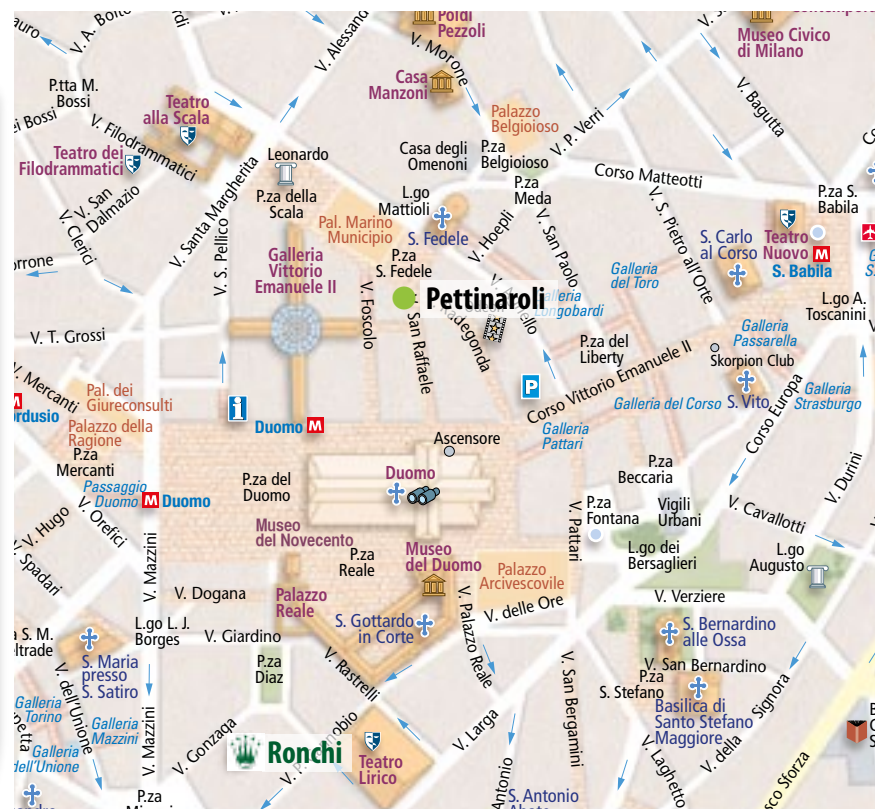 V. A. Boito
V. Alessand
Poldi
Pezzoli
V. Morone
Museo Civico
di Milano
P.tta M.
Bossi
ei Bossi
Teatro
alla Scala
Casa
Manzoni
Palazzo
Belgioioso
V. P. Verri
V. Bagutta
V. Filodrammatici
Teatro dei
Filodrammatici
Leonardo
Casa degli
Omenoni
P.za
Belgioioso
Corso Matteotti
V. San
Dalmazio
V. Clerici
V. Santa Margherita
P.za della
Scala
L.go
Mattioli
P.za
Meda
P.za S.
Babila
V. S. Pellico
Pal. Marino
Municipio
S. Fedele
V. Hoepli
V. San Paolo
V. S. Pietro all'Orte
S. Carlo
al Corso
Teatro
Nuovo
M
S. Babila
Galleria
Vittorio
Emanuele II
P.za
S. Fedele
Galleria
del Toro
L.go A.
Toscanini
V. Foscolo
Pettinaroli
Longobardi
V. San Raffaele
V. T. Grossi
P.za del
Liberty
Galleria
Passarella
Skorpion Club
V. Mercanti
Pal. dei
Giureconsulti
M
Palazzo della
Ragione
i
Duomo M
P
Corso Vittorio Emanuele II
Galleria del Corso
S. Vito
Galleria
Strasburgo
Corso Europa
Galleria
Pattari
Ascensore
P.za
Mercanti
Passaggio
Duomo
M Duomo
P.za del
Duomo
Duomo
P.za
Beccaria
V. Durini
V. Hugo
V. Orefici
V. Spadari
V. Mazzini
Museo
del Novecento
P.za
Reale
Museo
del Duomo
V. Pattari
P.za
Fontana
Vigili
Urbani
V. Cavallotti
L.go dei
Bersaglieri
L.go
Augusto
Palazzo
Arcivescovile
V. Dogana
Palazzo
Reale
V. delle Ore
V. Verziere
L.go L. J.
Borges
V. Giardino
S. Gottardo
in Corte
V. Palazzo Reale
S. Bernardino
alle Ossa
S. Maria
presso
S. Satiro
V. dell'Unione
P.za
Diaz
V. Rastrelli
V. San Bernardino
P.za
S. Stefano
V. San Bergamini
Basilica di
Santo Stefano
Maggiore
Galleria
Torino
Galleria
Mazzini
Galleria
dell'Unione
V. Mazzini
V. Gonzaga
Ronchi
Teatro
Lirico
V. Larga
V. Laghetto
V. della Signora
Antonio
S. Antonio
P.za
sco Sforza